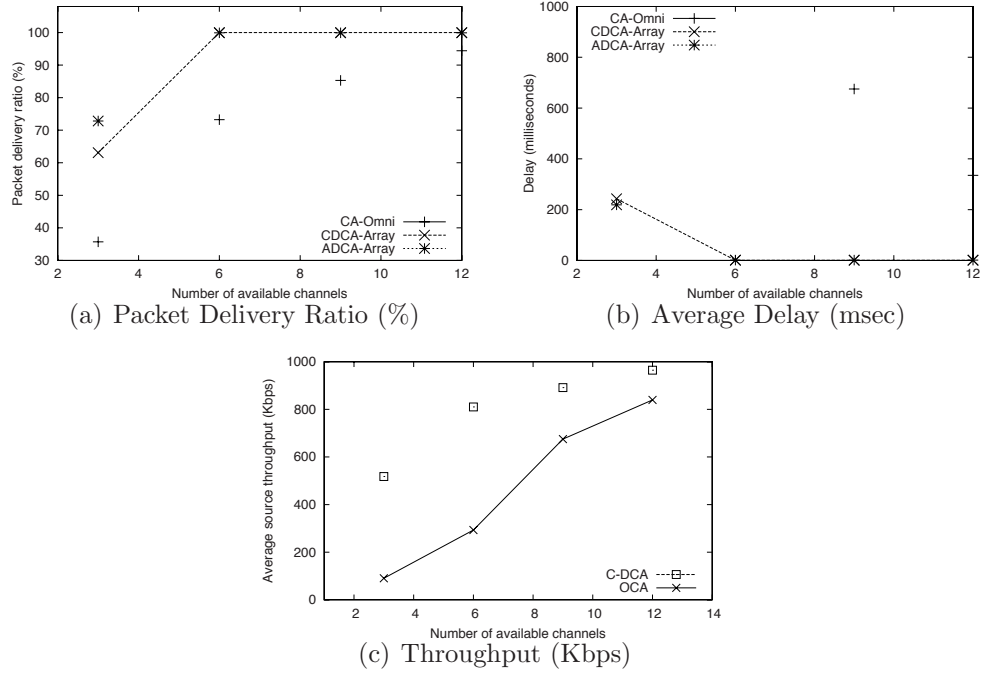 100
90
80
70
60
50
40
30
2
4
6
8
10
12
Packet delivery ratio (%)
Number of available channels
CA-Omni
CDCA-Array
ADCA-Array
(a) Packet Delivery Ratio (%)
1000
800
600
400
200
0
2
4
6
8
10
12
Delay (milliseconds)
Number of available channels
CA-Omni
CDCA-Array
ADCA-Array
(b) Average Delay (msec)
1000
800
600
400
200
0
2
4
6
8
10
12
14
Average source throughput (Kbps)
Number of available channels
C-DCA
OCA
(c) Throughput (Kbps)